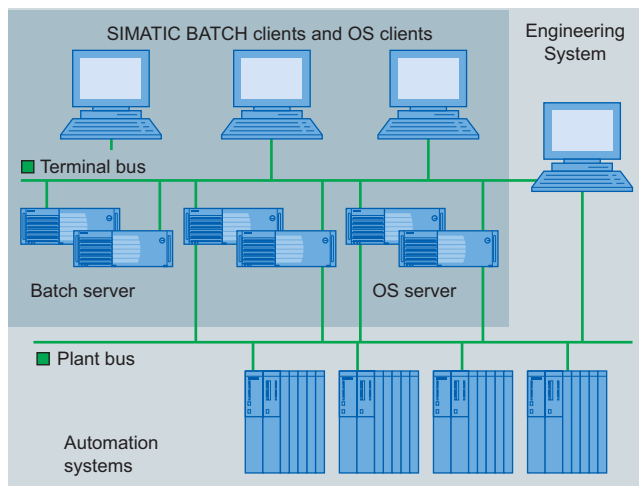 SIMATIC BATCH clients and OS clients
Engineering
System
Terminal bus
Batch server
OS server
Plant bus
Automation
systems